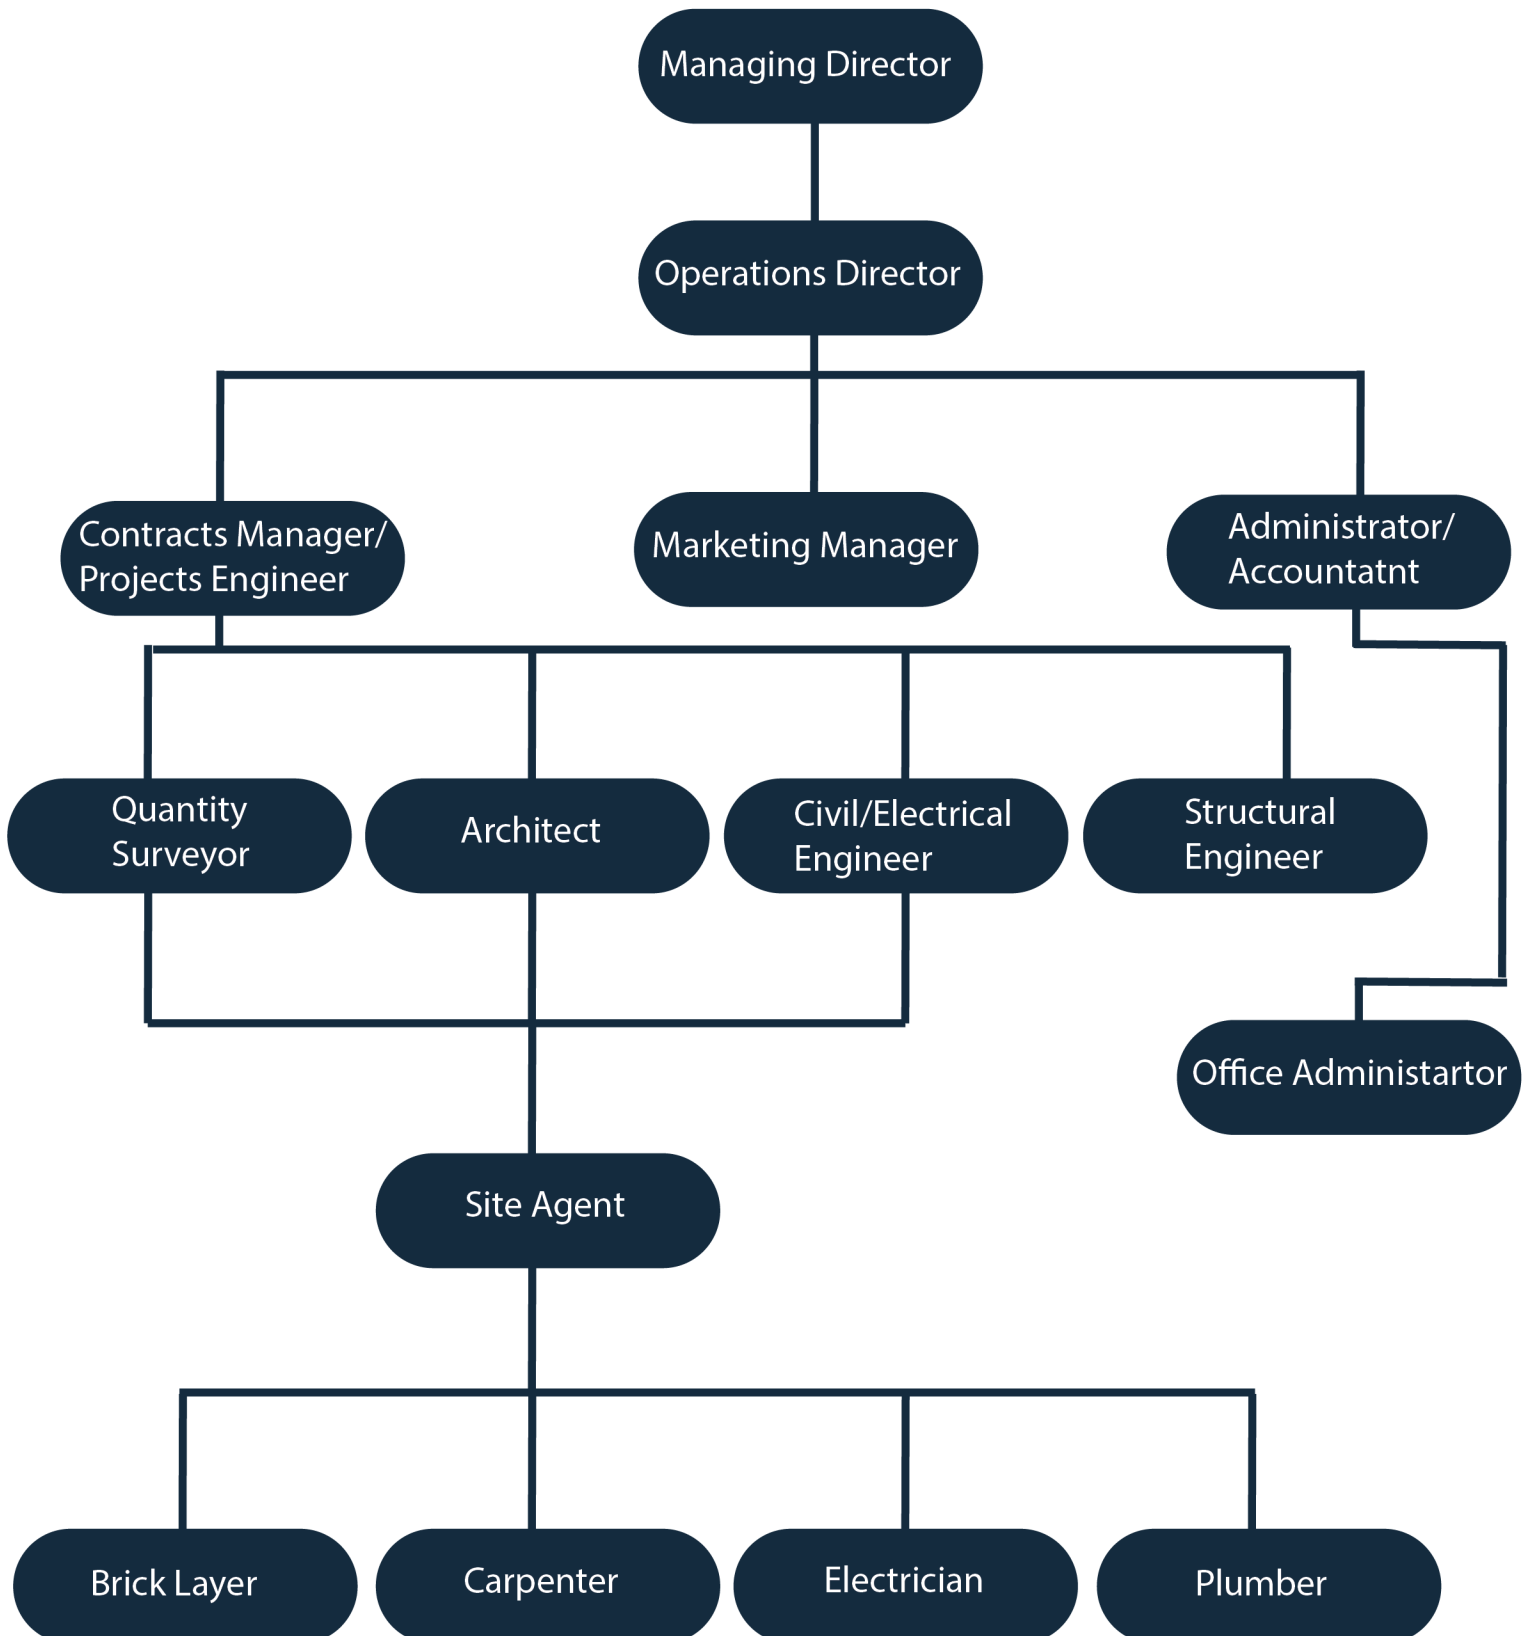 Managing Director
Operations Director
Contracts Manager/
Projects Engineer
Marketing Manager
Administrator/
Accountatnt
Quantity
Surveyor
Architect
Civil/Electrical
Engineer
Structural
Engineer
Office Administartor
Site Agent
Brick Layer
Carpenter
Electrician
Plumber